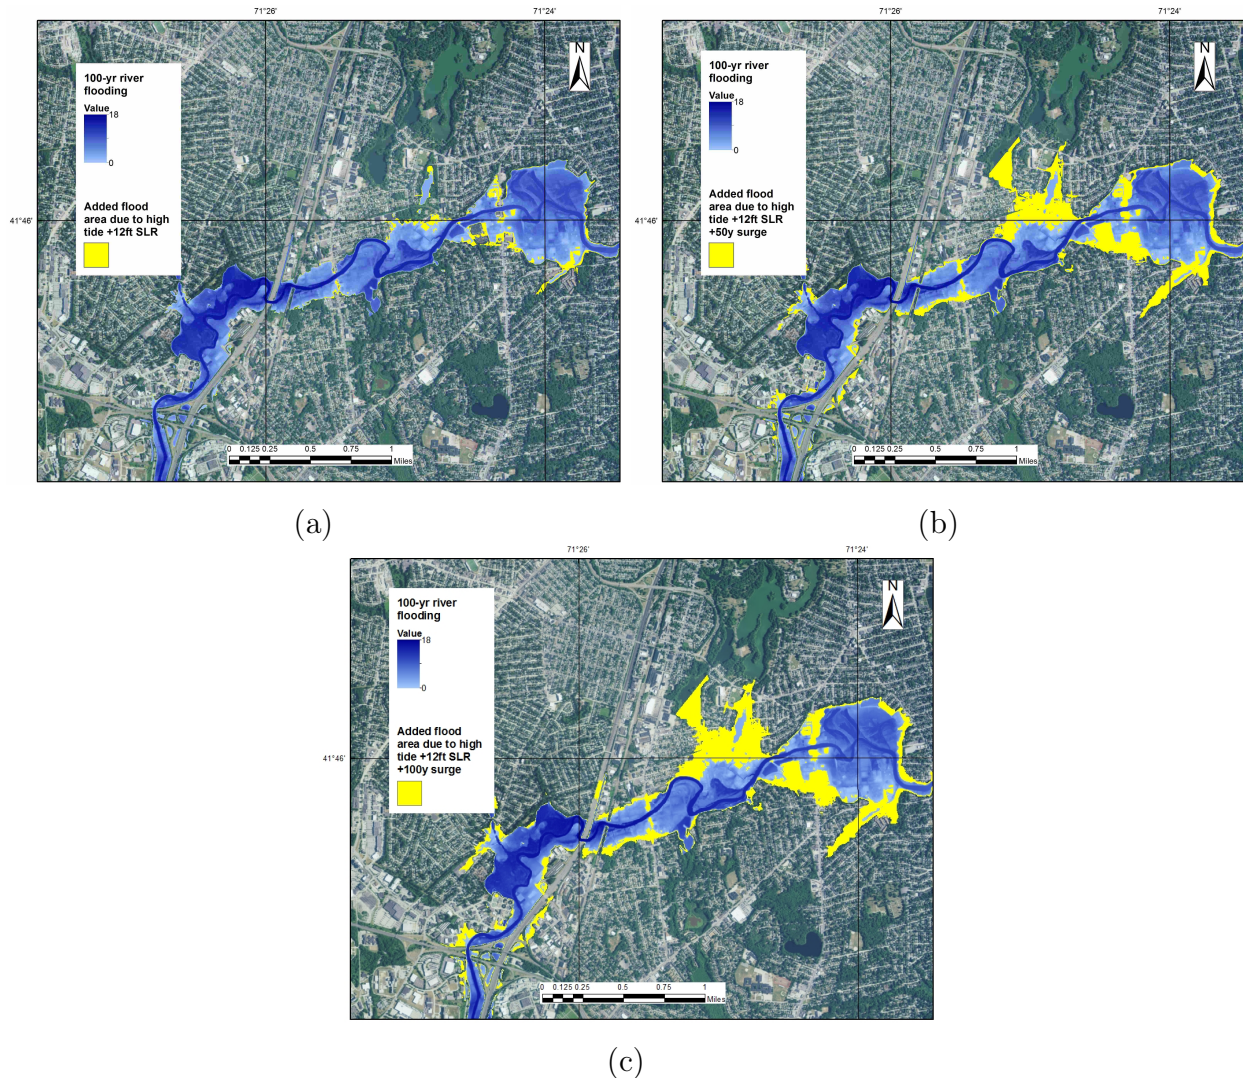 71°26'
71°24'
41°46'
N
100-yr river
flooding
Value
18
0
Added flood
area due to high
tide +12ft SLR
0 0.125 0.25 0.5 0.75 1
Miles
(a)
71°26'
71°24'
41°46'
N
100-yr river
flooding
Value
18
0
Added flood
area due to high
tide +12ft SLR
+50y surge
0 0.125 0.25 0.5 0.75 1
Miles
(b)
71°26'
71°24'
41°46'
N
100-yr river
flooding
Value
18
0
Added flood
area due to high
tide +12ft SLR
+100y surge
0 0.125 0.25 0.5 0.75 1
Miles
(c)